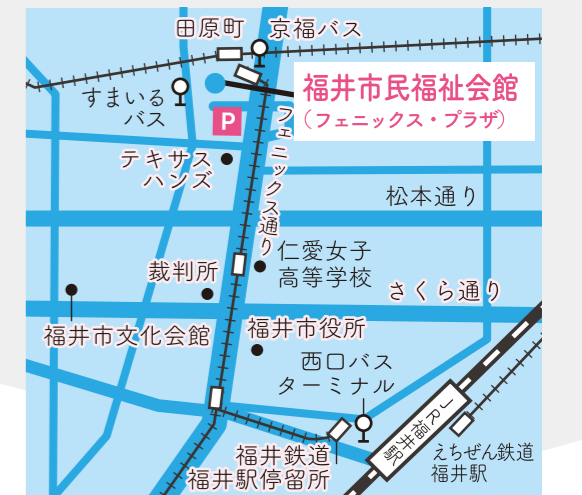 田原町
京福バス
すまいる
バス
福井市民福祉会館
（フェニックス・プラザ）
P
テキサス
ハンズ
フェニックス通り
松本通り
仁愛女子
高等学校
裁判所
さくら通り
福井市文化会館
福井市役所
西口バス
ターミナル
JR福井駅
福井鉄道
福井駅停留所
えちぜん鉄道
福井駅